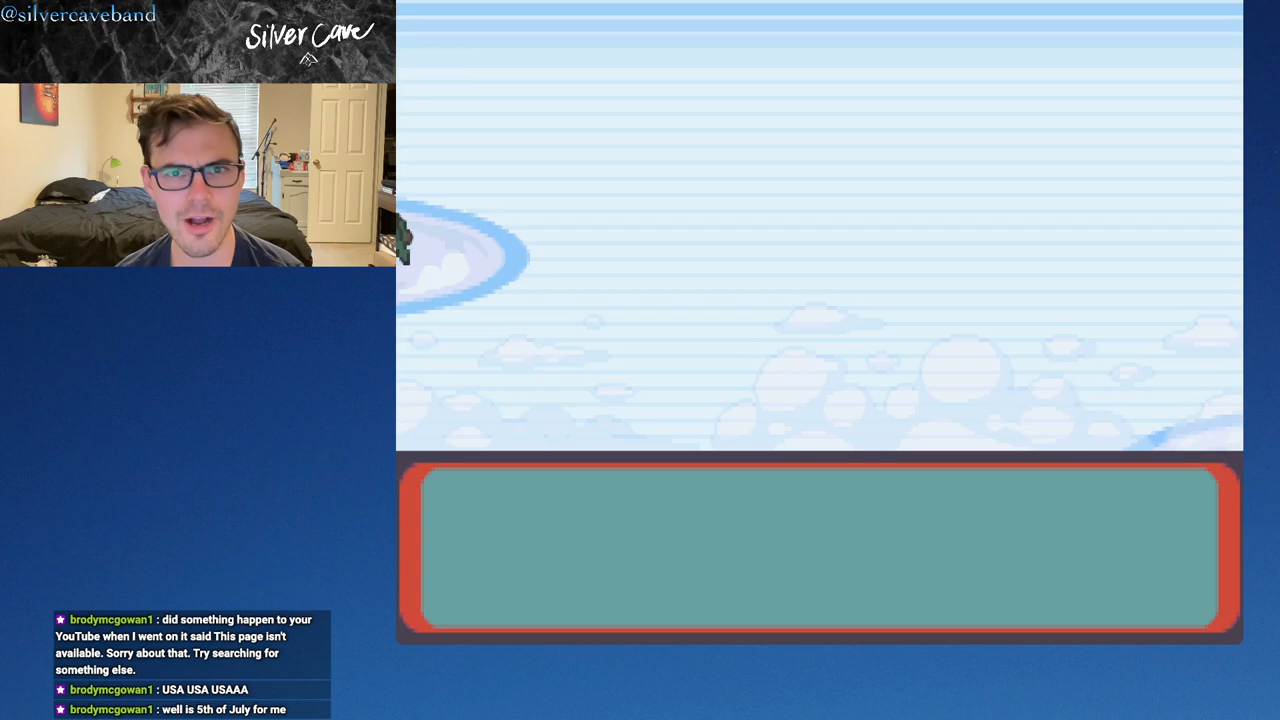 @silvercaveband
Silver Cave
brodymcgowan1 : did something happen to your
YouTube when I went on it said This page isn't
available. Sorry about that. Try searching for
something else.
brodymcgowan1 : USA USA USAAA
brodymcgowan1 : well is 5th of July for me